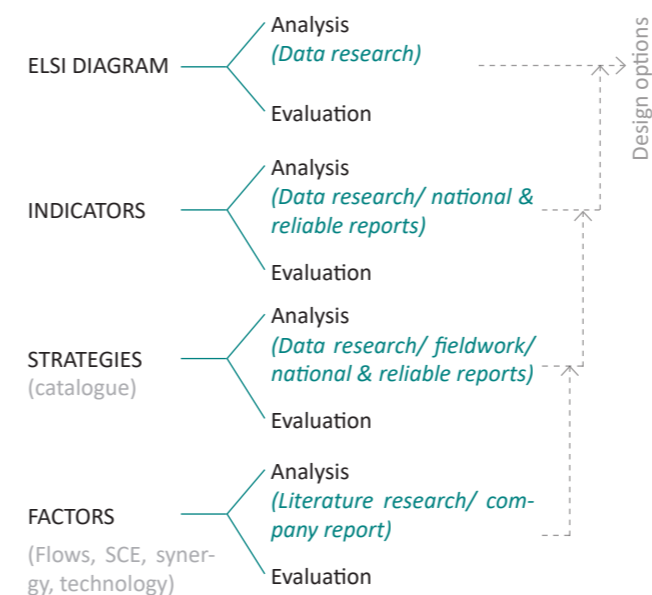 ELSI DIAGRAM
Analysis
(Data research)
Evaluation
Design options
INDICATORS
Analysis
(Data research/ national &
reliable reports)
Evaluation
STRATEGIES
(catalogue)
Analysis
(Data research/ fieldwork/
national & reliable reports)
Evaluation
FACTORS
(Flows, SCE, syner-
gy, technology)
Analysis
(Literature research/ com-
pany report)
Evaluation